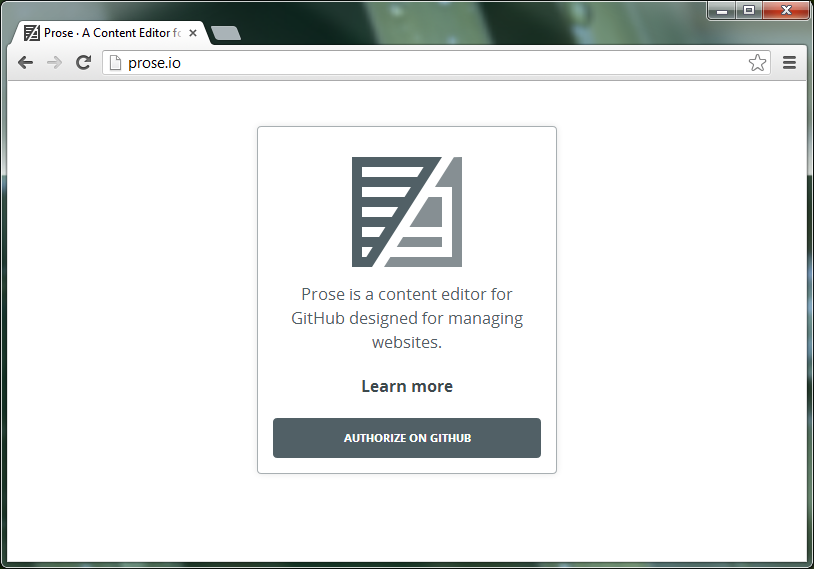 Prose · A Content Editor fo
prose.io
Prose is a content editor for
GitHub designed for managing
websites.
Learn more
AUTHORIZE ON GITHUB